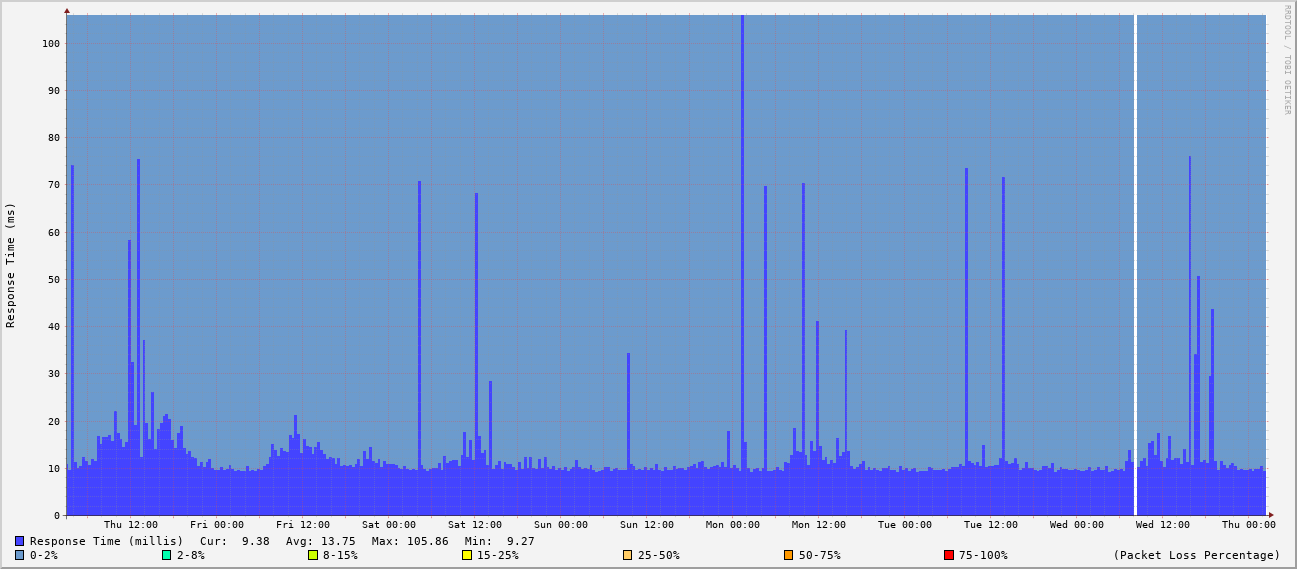 RRDTOOL / TOBI OETIKER
Response Time (ms)
100
90
80
70
60
50
40
30
20
10
0
Thu 12:00 Fri 00:00 Fri 12:00 Sat 00:00 Sat 12:00 Sun 00:00 Sun 12:00 Mon 00:00 Mon 12:00 Tue 00:00 Tue 12:00 Wed 00:00 Wed 12:00 Thu 00:00
Response Time (millis) Cur: 9.38 Avg: 13.75 Max: 105.86 Min: 9.27
0-2% 2-8% 8-15% 15-25% 25-50% 50-75% 75-100% (Packet Loss Percentage)